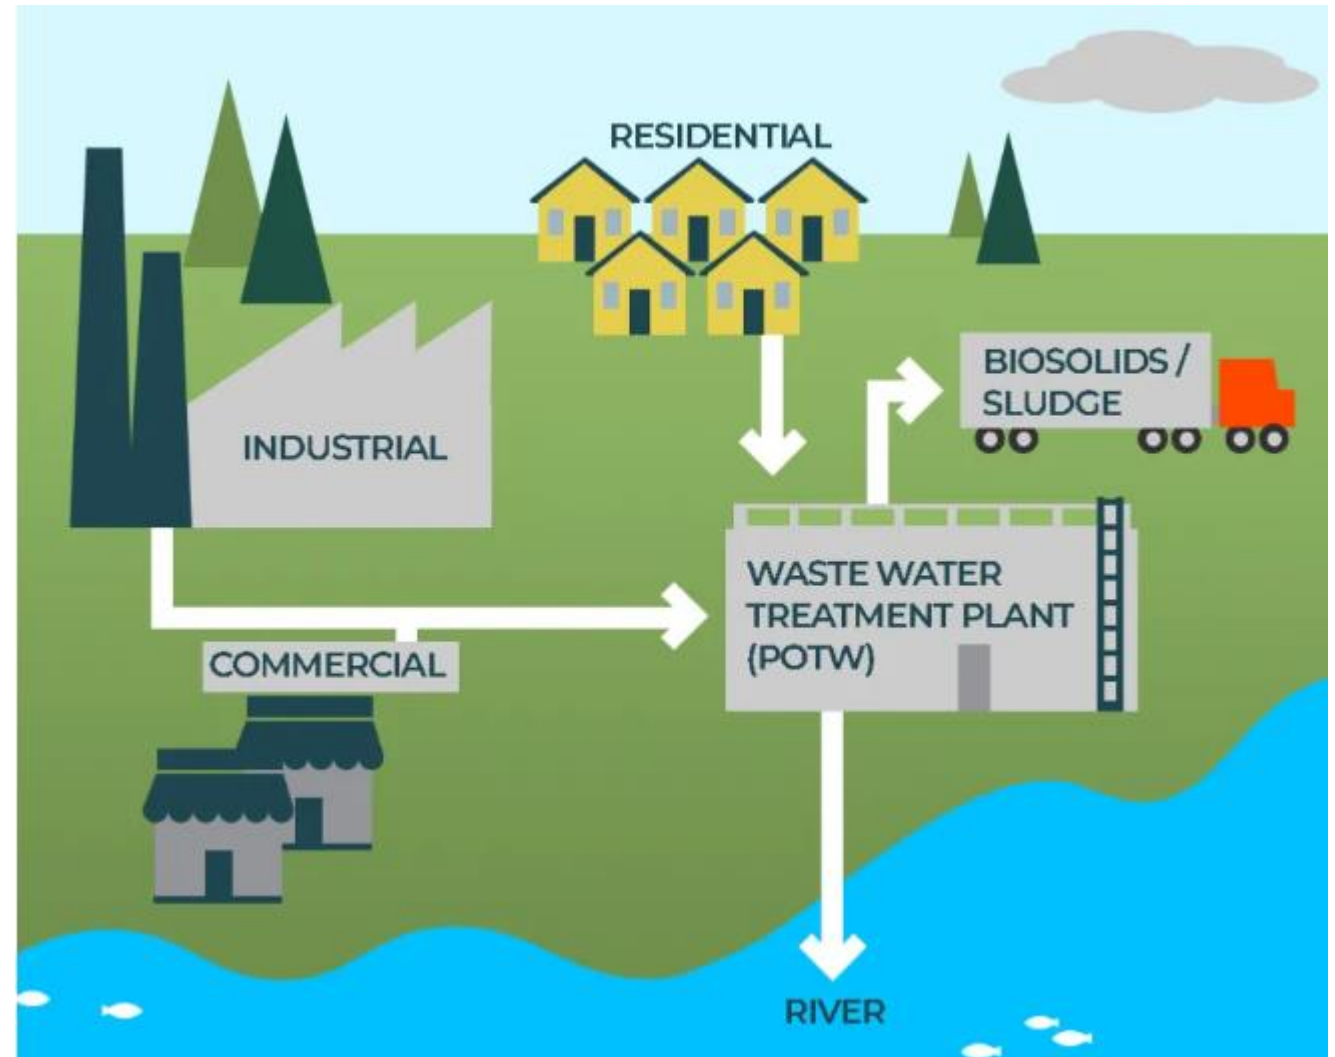 RESIDENTIAL
BIOSOLIDS /
SLUDGE
INDUSTRIAL
WASTE WATER
TREATMENT PLANT
(POTW)
COMMERCIAL
RIVER